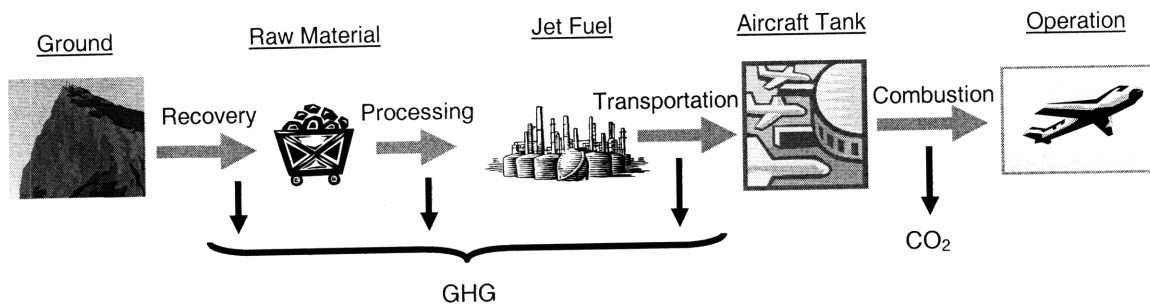 Ground
Raw Material
Jet Fuel
Aircraft Tank
Operation
Recovery
Processing
Transportation
Combustion
CO₂
GHG